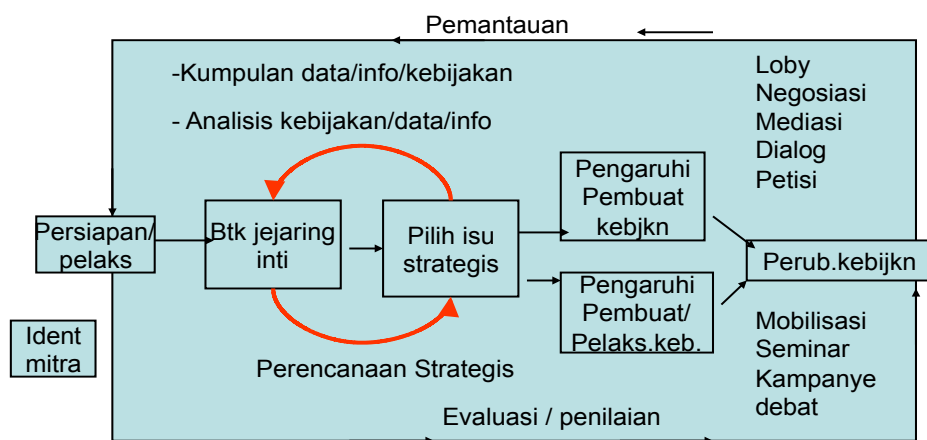 Pemantauan
-Kumpulan data/info/kebijakan
- Analisis kebijakan/data/info
Loby
Negosiasi
Mediasi
Dialog
Petisi
Persiapan/
pelaks
Btk jejaring
inti
Pilih isu
strategis
Pengaruhi
Pembuat
kebjkn
Pengaruhi
Pembuat/
Pelaks.keb.
Perub.kebijkn
Ident
mitra
Perencanaan Strategis
Mobilisasi
Seminar
Kampanye
debat
Evaluasi / penilaian